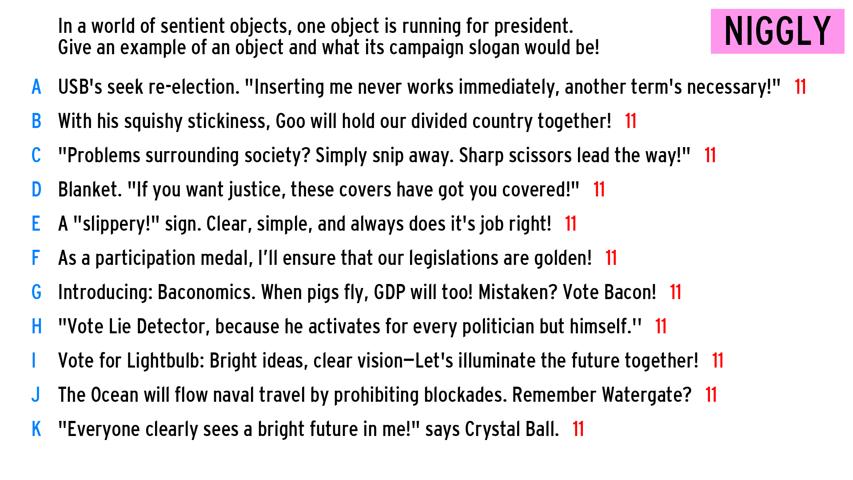 In a world of sentient objects, one object is running for president.
Give an example of an object and what its campaign slogan would be!
NIGGLY
A USB's seek re-election. "Inserting me never works immediately, another term's necessary!" 11
B With his squishy stickiness, Goo will hold our divided country together! 11
C "Problems surrounding society? Simply snip away. Sharp scissors lead the way!" 11
D Blanket. "If you want justice, these covers have got you covered!" 11
E A "slippery!" sign. Clear, simple, and always does it's job right! 11
F As a participation medal, I'll ensure that our legislations are golden! 11
G Introducing: Baconomics. When pigs fly, GDP will too! Mistaken? Vote Bacon! 11
H "Vote Lie Detector, because he activates for every politician but himself.'' 11
I Vote for Lightbulb: Bright ideas, clear vision—Let's illuminate the future together! 11
J The Ocean will flow naval travel by prohibiting blockades. Remember Watergate? 11
K "Everyone clearly sees a bright future in me!" says Crystal Ball. 11